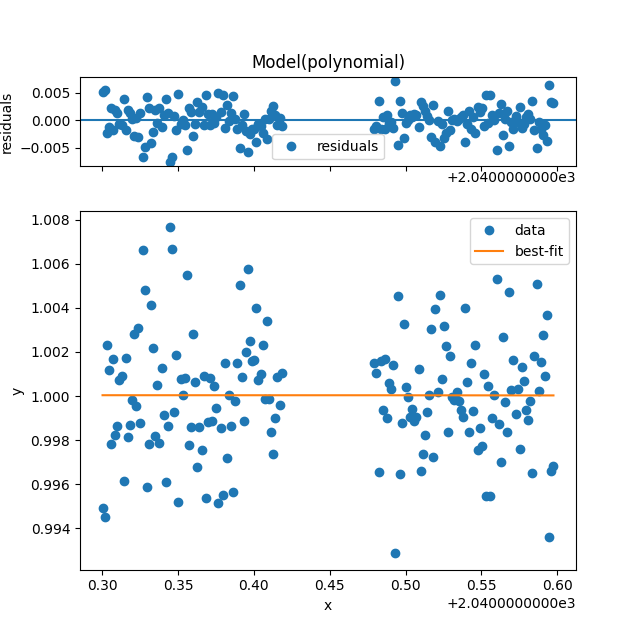 Model(polynomial)
residuals
0.005
0.000
−0.005
residuals
+2.0400000000e3
y
1.008
1.006
1.004
1.002
1.000
0.998
0.996
0.994
data
best-fit
0.30 0.35 0.40 0.45 0.50 0.55 0.60
x
+2.0400000000e3